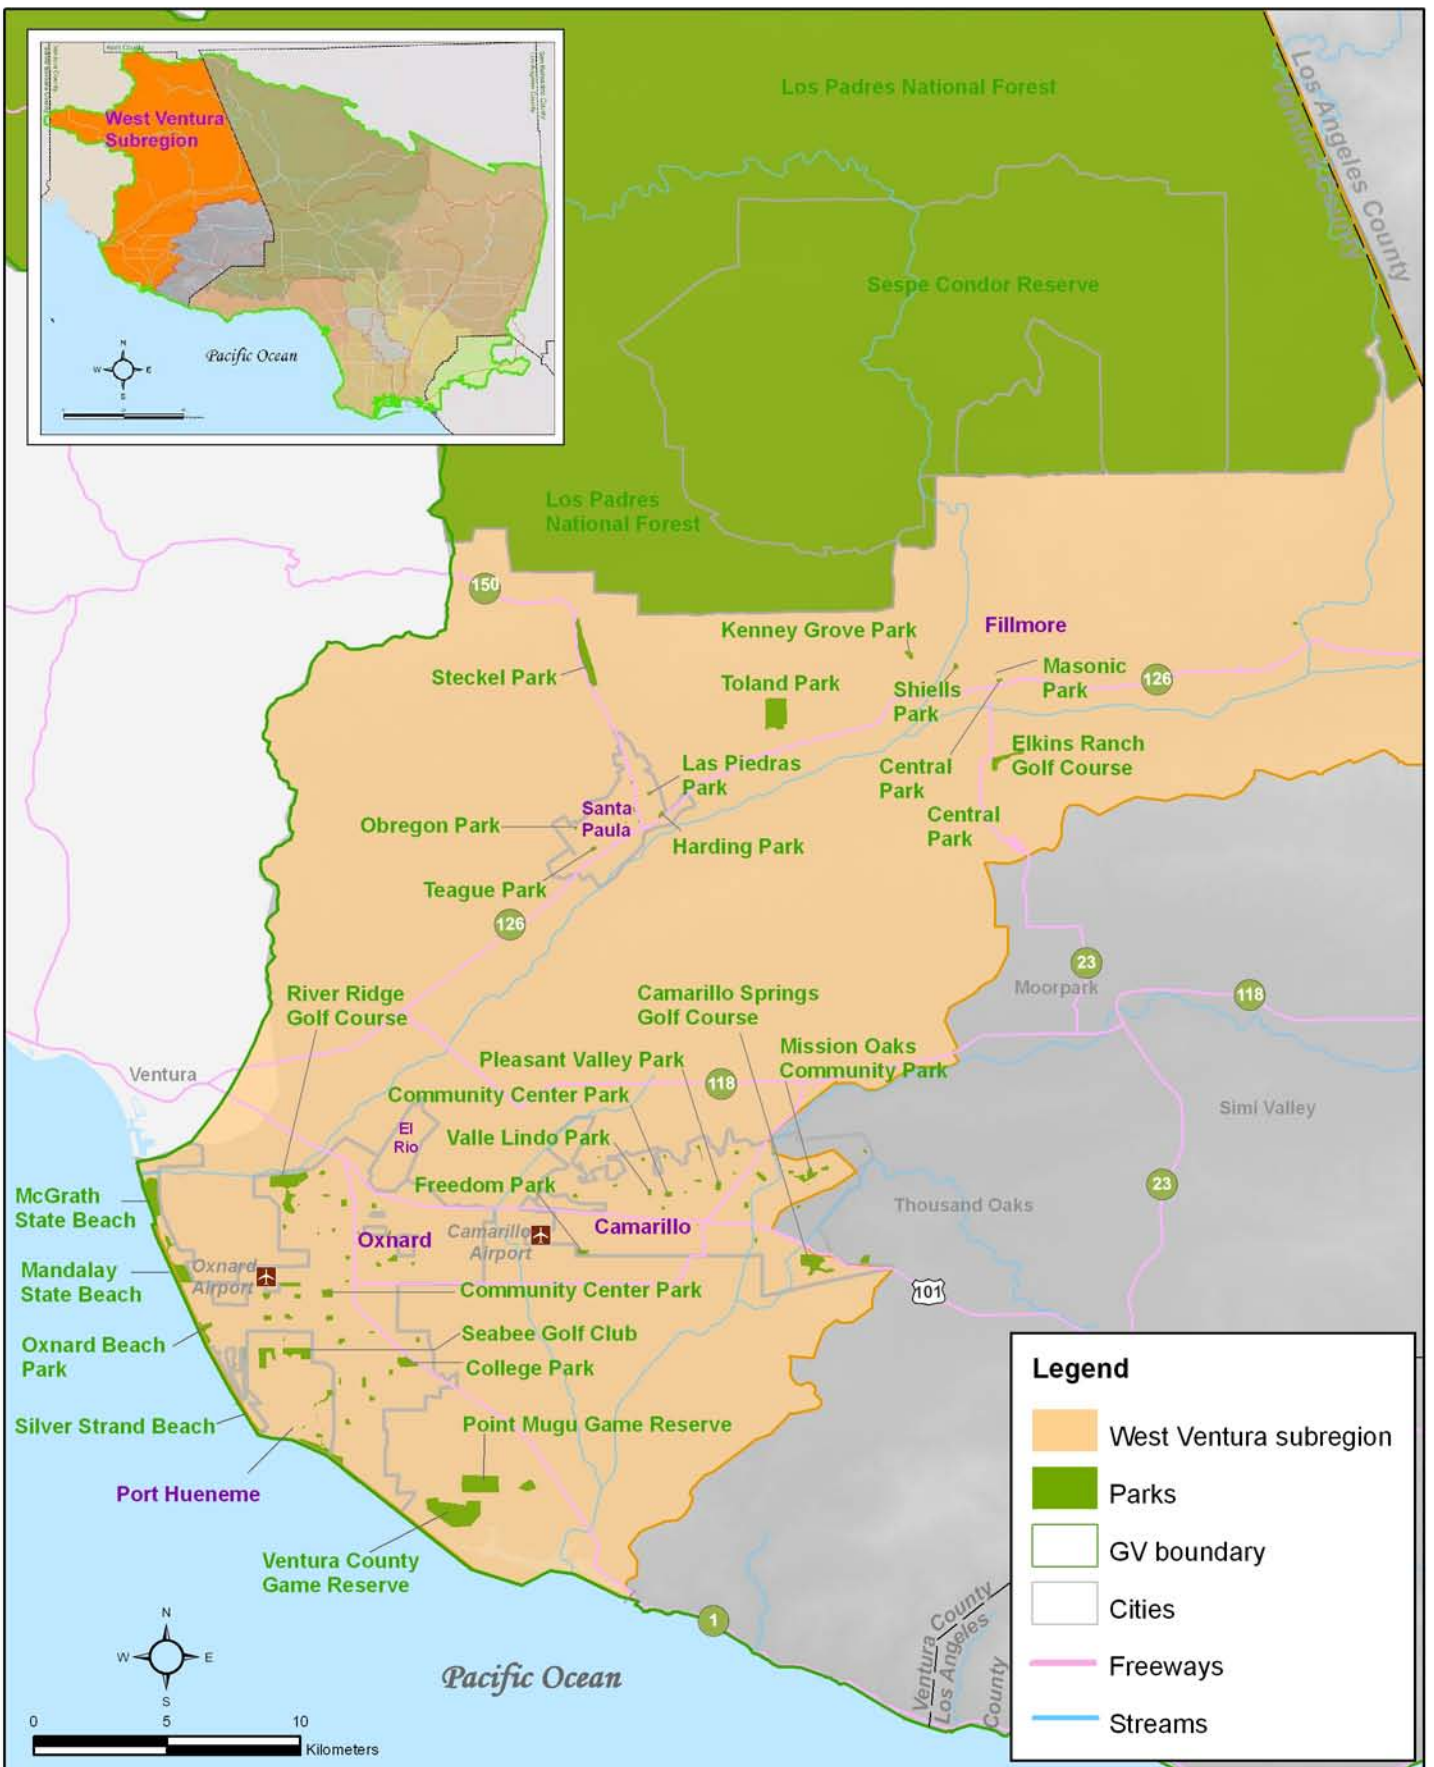 West Ventura
Subregion
N
W
E
S
Pacific Ocean
Los Padres National Forest
Los Angeles County
Ventura County
Sespe Condor Reserve
Los Padres
National Forest
150
Kenney Grove Park
Fillmore
Steckel Park
Toland Park
Shiells
Park
Masonic
Park
126
Las Piedras
Park
Central
Park
Elkins Ranch
Golf Course
Santa
Paula
Obregon Park
Harding Park
Central
Park
Teague Park
126
23
Moorpark
118
River Ridge
Golf Course
Camarillo Springs
Golf Course
Mission Oaks
Community Park
Pleasant Valley Park
118
Ventura
Community Center Park
Simi Valley
El
Rio
Valle Lindo Park
Freedom Park
23
McGrath
State Beach
Thousand Oaks
Oxnard
Camarillo
Airport
Camarillo
Mandalay
State Beach
Oxnard
Airport
Community Center Park
101
Oxnard Beach
Park
Seabee Golf Club
College Park
Silver Strand Beach
Point Mugu Game Reserve
Port Hueneme
Ventura County
Game Reserve
1
Ventura County
Los Angeles
County
Pacific Ocean
N
W
E
S
0
5
10
Kilometers
Legend
West Ventura subregion
Parks
GV boundary
Cities
Freeways
Streams